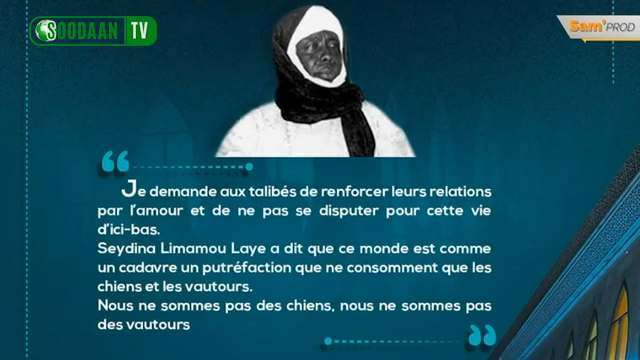 SOODAAN TV
Sam'PROD
Je demande aux talibés de renforcer leurs relations
par l'amour et de ne pas se disputer pour cette vie
d'ici-bas.
Seydina Limamou Laye a dit que ce monde est comme
un cadavre un putréfaction que ne consomment que les
chiens et les vautours.
Nous ne sommes pas des chiens, nous ne sommes pas
des vautours